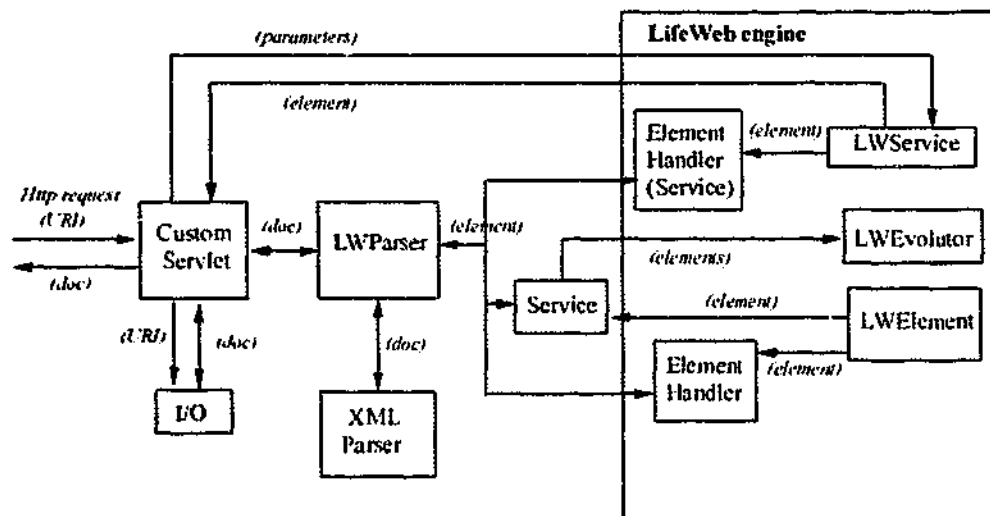 LifeWeb engine
(parameters)
(element)
Element
Handler
(Service)
(element)
LWService
Http request
(URI)
(doc)
Custom
Servlet
(doc)
LWParser
(element)
LWEvolutor
(elements)
Service
(element)
LWElement
(URI)
(doc)
(doc)
Element
Handler
(element)
I/O
XML
Parser